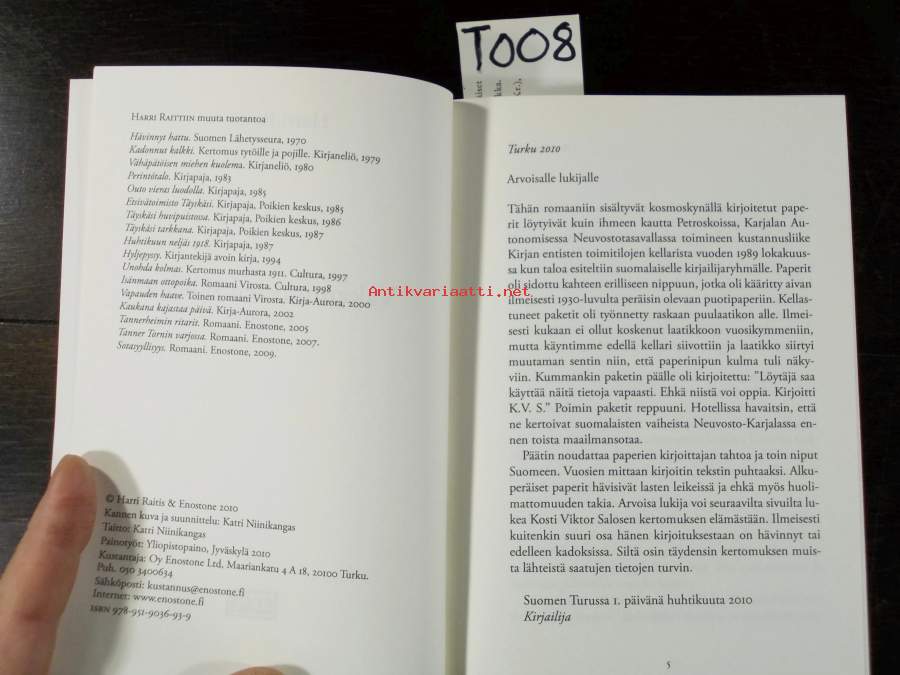 T008
HARRI RAITTIIN muuta tuotantoa
Hävinnyt hattu. Suomen Lähetysseura, 1970
Kadonnut kalkki. Kertomus tytöille ja pojille. Kirjaneliö, 1979
Vähäpätöisen miehen kuolema. Kirjaneliö, 1980
Perintötalo. Kirjapaja, 1983
Outo vieras luodolla. Kirjapaja, 1985
Etsivätoimisto Täyskäsi. Kirjapaja, Poikien keskus, 1985
Täyskäsi huvipuistossa. Kirjapaja, Poikien keskus, 1986
Täyskäsi tarkkana. Kirjapaja, Poikien keskus, 1987
Huhtikuun neljäs 1918. Kirjapaja, 1987
Hyljepyssy. Kirjantekijä avoin kirja, 1994
Unohda kolmas. Kertomus murhasta 1911. Cultura, 1997
Isänmaan ottopoika. Romaani Virosta. Cultura, 1998
Vapauden haave. Toinen romaani Virosta. Kirja-Aurora, 2000
Kaukana kajastaa päivä. Kirja-Aurora, 2002
Tannerheimin ritarit. Romaani. Enostone, 2005
Tanner Tornin varjossa. Romaani. Enostone, 2007.
Sotasyyllisyys. Romaani. Enostone, 2009.
© Harri Raitis & Enostone 2010
Kannen kuva ja suunnittelu: Katri Niinikangas
Taitto: Katri Niinikangas
Painotyöt: Yliopistopaino, Jyväskylä 2010
Kustantaja: Oy Enostone Ltd. Maariankatu 4 A 18, 20100 Turku.
Puh. 050 3400634
Sähköposti: kustannus@enostone.fi
Internet: www.enostone.fi
ISBN 978-951-9036-93-9
Turku 2010
Arvoisalle lukijalle
Tähän romaaniin sisältyvät kosmoskynällä kirjoitetut pape-
rit löytyivät kuin ihmeen kautta Petroskoissa, Karjalan Au-
tonomisessa Neuvostotasavallassa toimineen kustannusliike
Kirjan entisten toimitilojen kellarista vuoden 1989 lokakuus-
sa kun taloa esiteltiin suomalaiselle kirjailijaryhmälle. Paperit
oli sidottu kahteen erilliseen nippuun, jotka oli kääritty aivan
ilmeisesti 1930-luvulta peräisin olevaan puotipaperiin. Kellas-
tuneet paketit oli työnnetty raskaan puulaatikon alle. Ilmei-
sesti kukaan ei ollut koskenut laatikkoon vuosikymmeniin,
mutta käyntimme edellä kellari siivottiin ja laatikko siirtyi
muutaman sentin niin, että paperinipun kulma tuli näky-
viin. Kummankin paketin päälle oli kirjoitettu: "Löytäjä saa
käyttää näitä tietoja vapaasti. Ehkä niistä voi oppia. Kirjoitti
K.V. S." Poimin paketit reppuuni. Hotellissa havaitsin, että
ne kertoivat suomalaisten vaiheista Neuvosto-Karjalassa en-
nen toista maailmansotaa.
Päätin noudattaa paperien kirjoittajan tahtoa ja toin niput
Suomeen. Vuosien mittaan kirjoitin tekstin puhtaaksi. Alku-
peräiset paperit hävisivät lasten leikeissä ja ehkä myös huoli-
mattomuuden takia. Arvoisa lukija voi seuraavilta sivuilta lu-
kea Kosti Viktor Salosen kertomuksen elämästään. Ilmeisesti
kuitenkin suuri osa hänen kirjoituksestaan on hävinnyt tai
edelleen kadoksissa. Siltä osin täydensin kertomuksen muis-
ta lähteistä saatujen tietojen turvin.
Suomen Turussa 1. päivänä huhtikuuta 2010
Kirjailija
5
Antikvariaatti.net